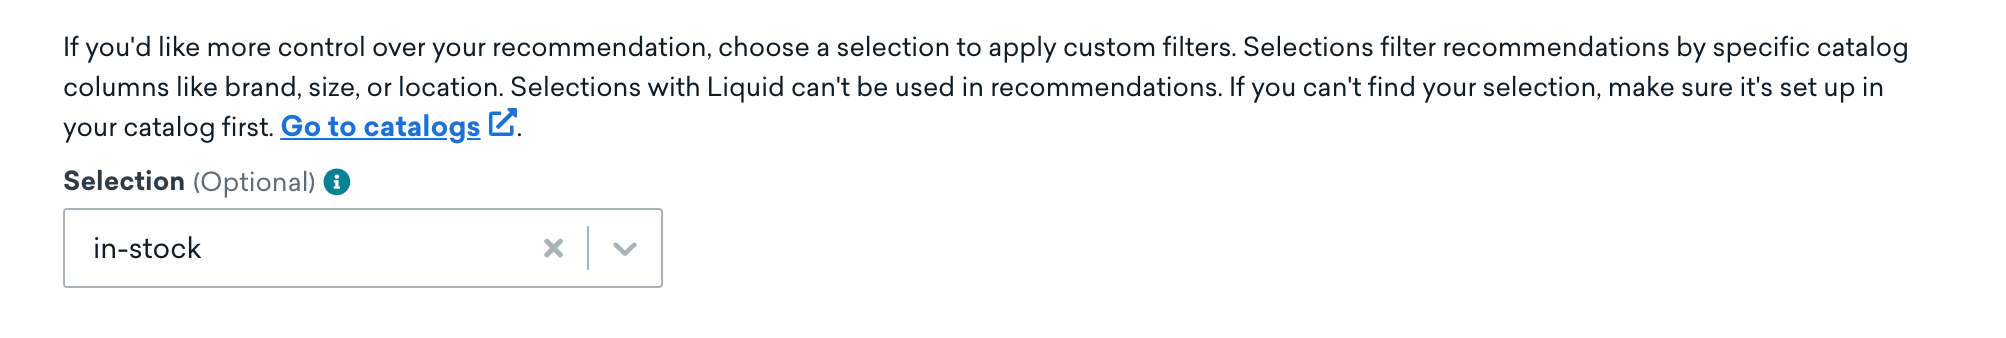 If you'd like more control over your recommendation, choose a selection to apply custom filters. Selections filter recommendations by specific catalog
columns like brand, size, or location. Selections with Liquid can't be used in recommendations. If you can't find your selection, make sure it's set up in
your catalog first. Go to catalogs.
Selection (Optional)
in-stock